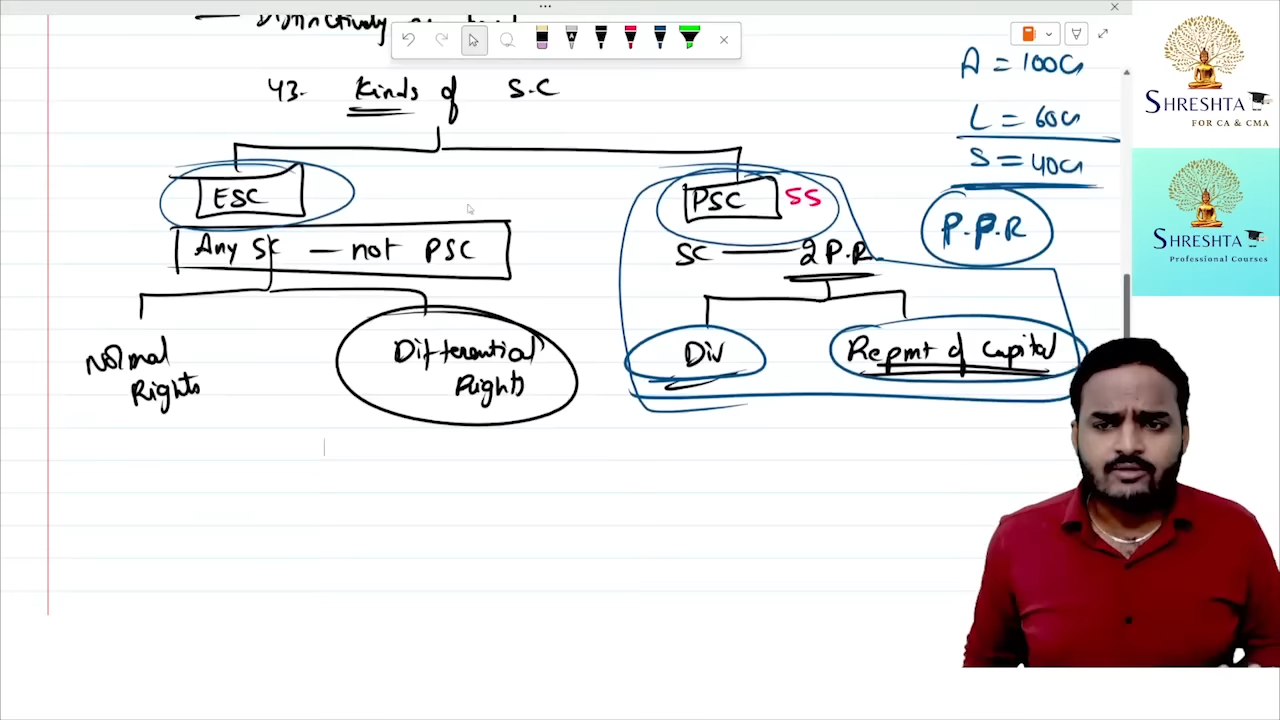 43. Kinds of S.C
A = 100Cr
L = 60Cr
S = 40Cr
P.P.R
ESC
PSC SS
Any SC — not PSC
SC — 2 P.R
Normal
Rights
Differential
Rights
Div
Repmt of Capital
SHRESHTA
FOR CA & CMA
SHRESHTA
Professional Courses